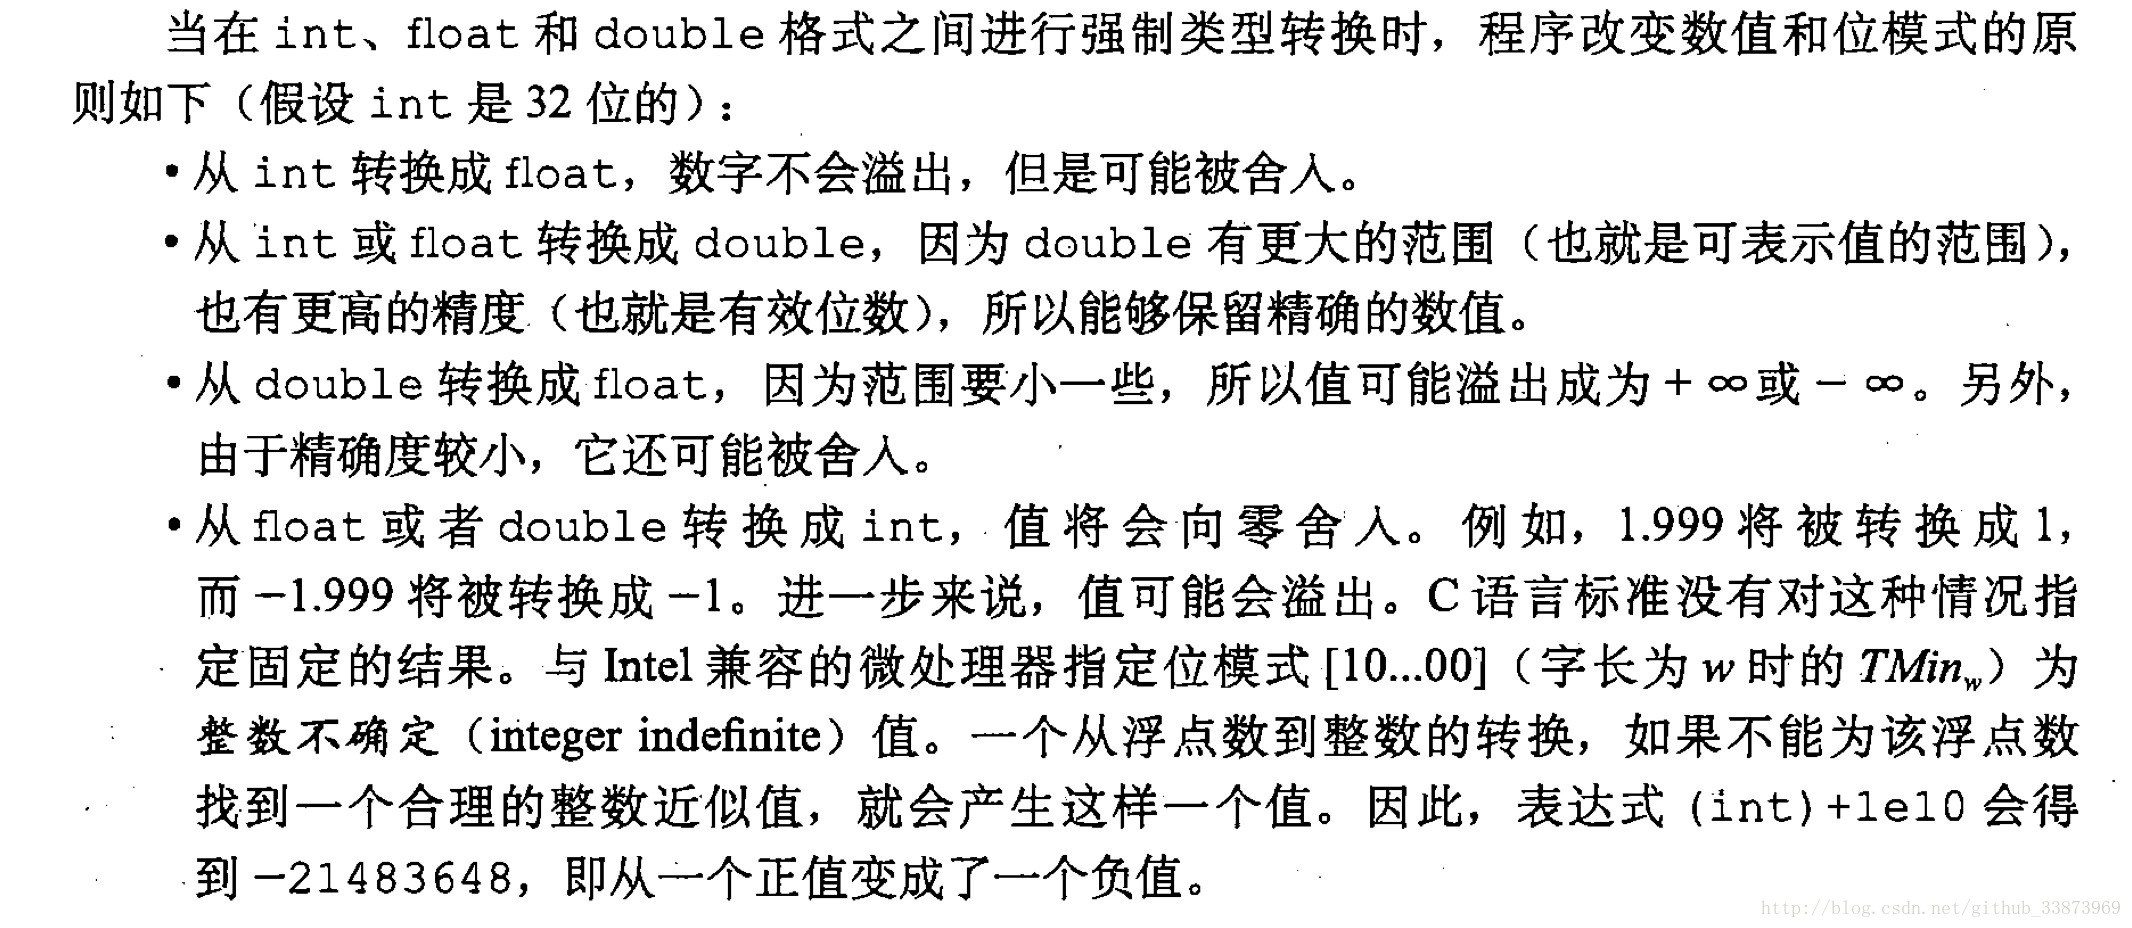 当在 int、float 和 double 格式之间进行强制类型转换时，程序改变数值和位模式的原
则如下（假设 int 是 32 位的）：
•从 int 转换成 float，数字不会溢出，但是可能被舍入。
•从 int 或 float 转换成 double，因为 double 有更大的范围（也就是可表示值的范围），
也有更高的精度（也就是有效位数），所以能够保留精确的数值。
•从 double 转换成 float，因为范围要小一些，所以值可能溢出成为 + ∞或 − ∞。另外，
由于精确度较小，它还可能被舍入。
•从 float 或者 double 转换成 int，值将会向零舍入。例如，1.999 将被转换成 1，
而 −1.999 将被转换成 −1。进一步来说，值可能会溢出。C 语言标准没有对这种情况指
定固定的结果。与 Intel 兼容的微处理器指定位模式 [10...00]（字长为 w 时的 TMinw）为
整数不确定（integer indefinite）值。一个从浮点数到整数的转换，如果不能为该浮点数
找到一个合理的整数近似值，就会产生这样一个值。因此，表达式 (int)+1e10 会得
到 −21483648，即从一个正值变成了一个负值。
http://blog.csdn.net/github_33873969